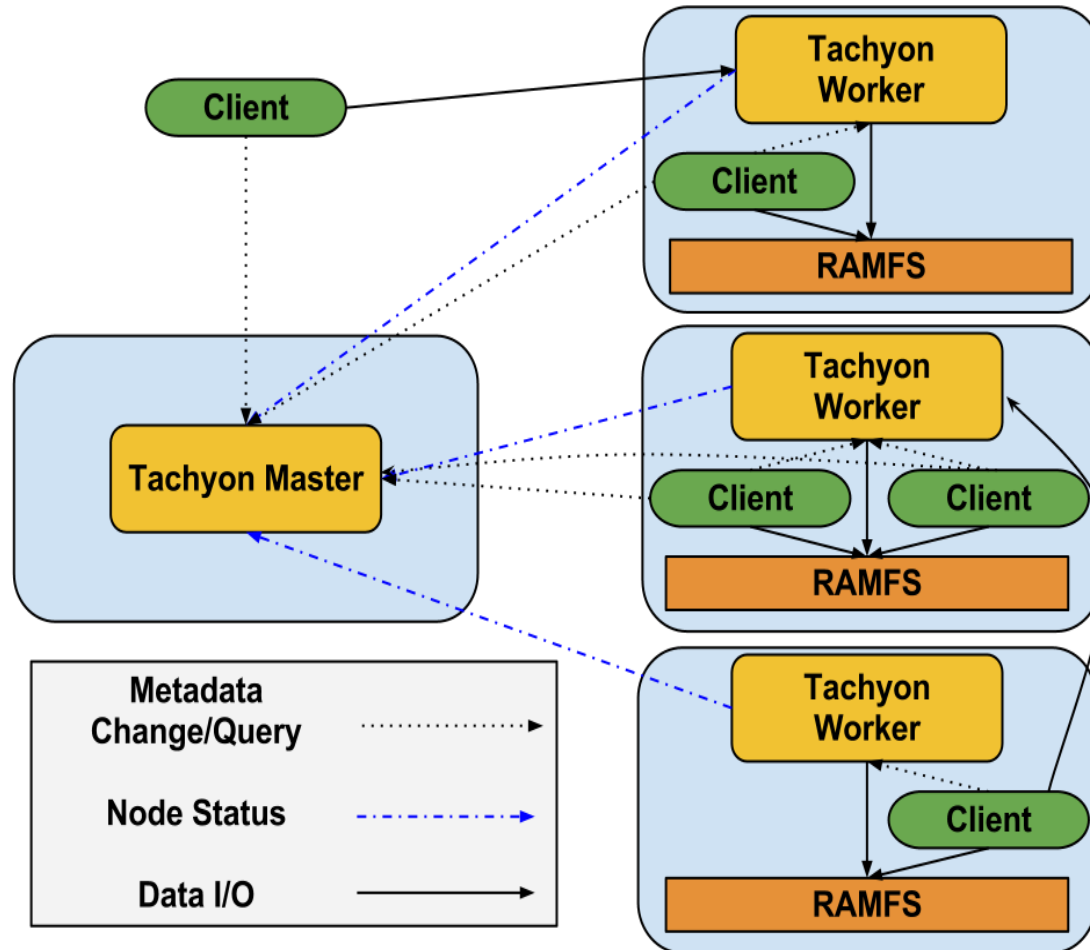 Client
Tachyon
Worker
Client
RAMFS
Tachyon Master
Tachyon
Worker
Client
Client
RAMFS
Tachyon
Worker
Client
RAMFS
Metadata
Change/Query
Node Status
Data I/O